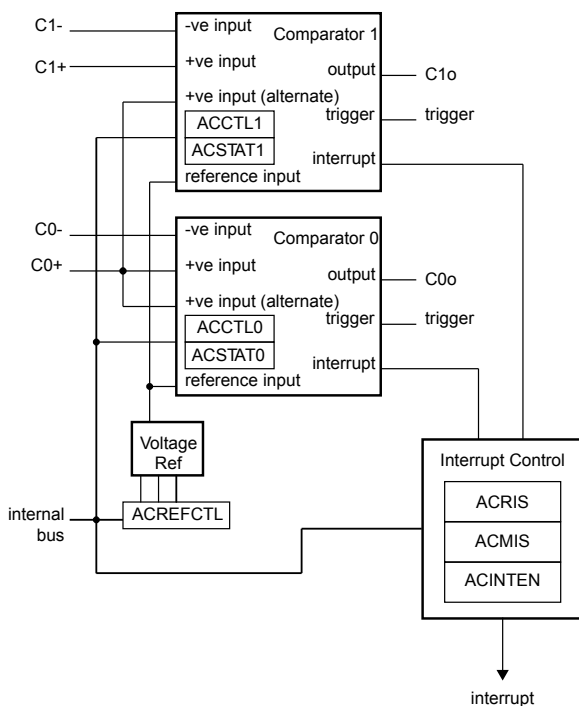 C1-
-ve input
Comparator 1
C1+
+ve input
output
C1o
+ve input (alternate)
trigger
trigger
ACCTL1
ACSTAT1
interrupt
reference input
C0-
-ve input
Comparator 0
C0+
+ve input
output
C0o
+ve input (alternate)
trigger
trigger
ACCTL0
ACSTAT0
interrupt
reference input
Voltage
Ref
internal
bus
ACREFCTL
Interrupt Control
ACRIS
ACMIS
ACINTEN
interrupt